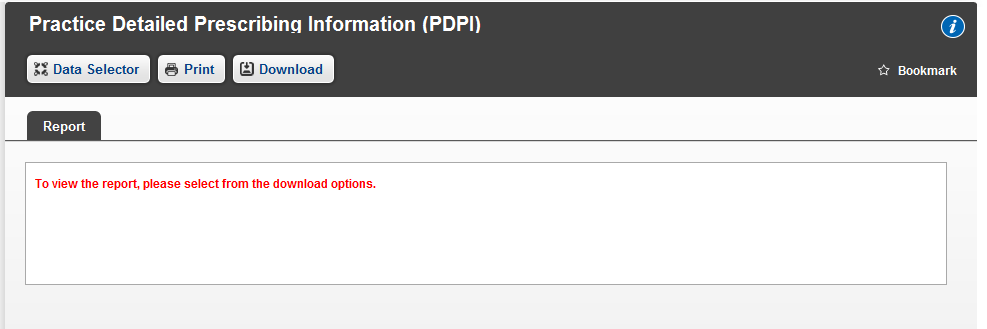 Practice Detailed Prescribing Information (PDPI)
i
Data Selector
Print
Download
Bookmark
Report
To view the report, please select from the download options.